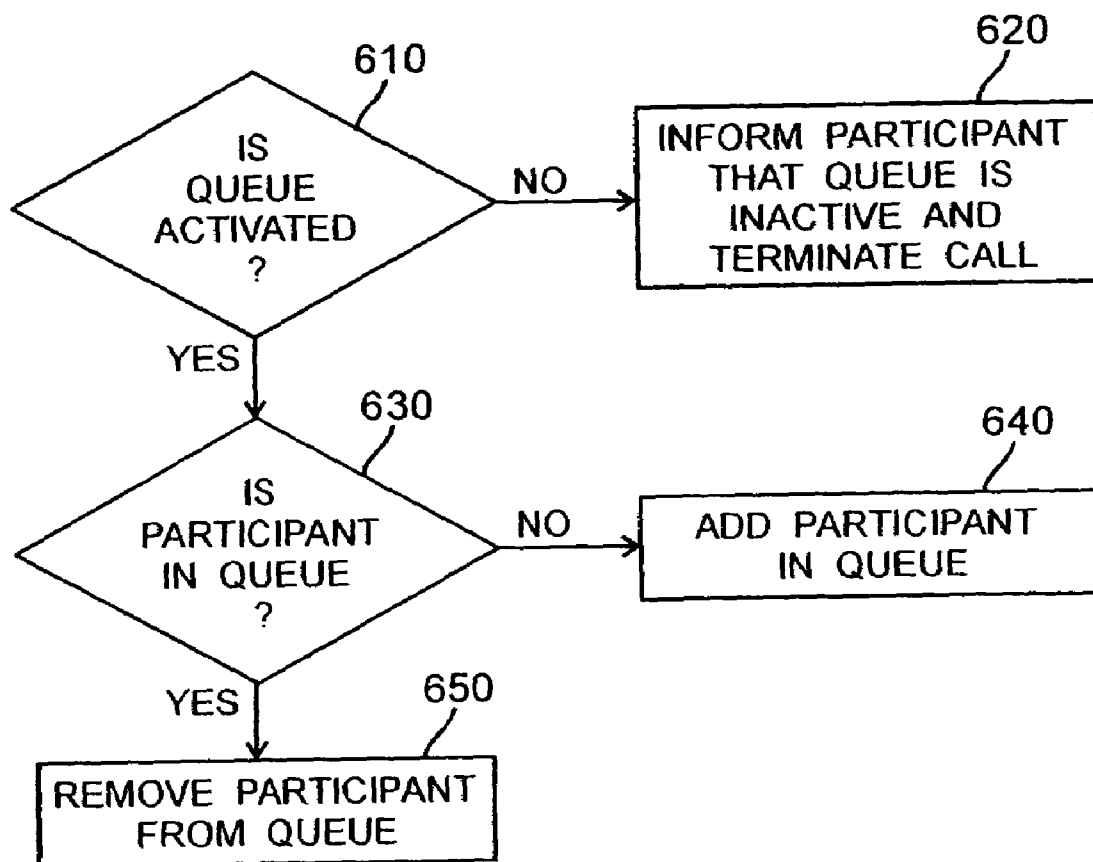 610
IS
QUEUE
ACTIVATED
?
NO
620
INFORM PARTICIPANT
THAT QUEUE IS
INACTIVE AND
TERMINATE CALL
YES
630
IS
PARTICIPANT
IN QUEUE
?
NO
640
ADD PARTICIPANT
IN QUEUE
YES
650
REMOVE PARTICIPANT
FROM QUEUE